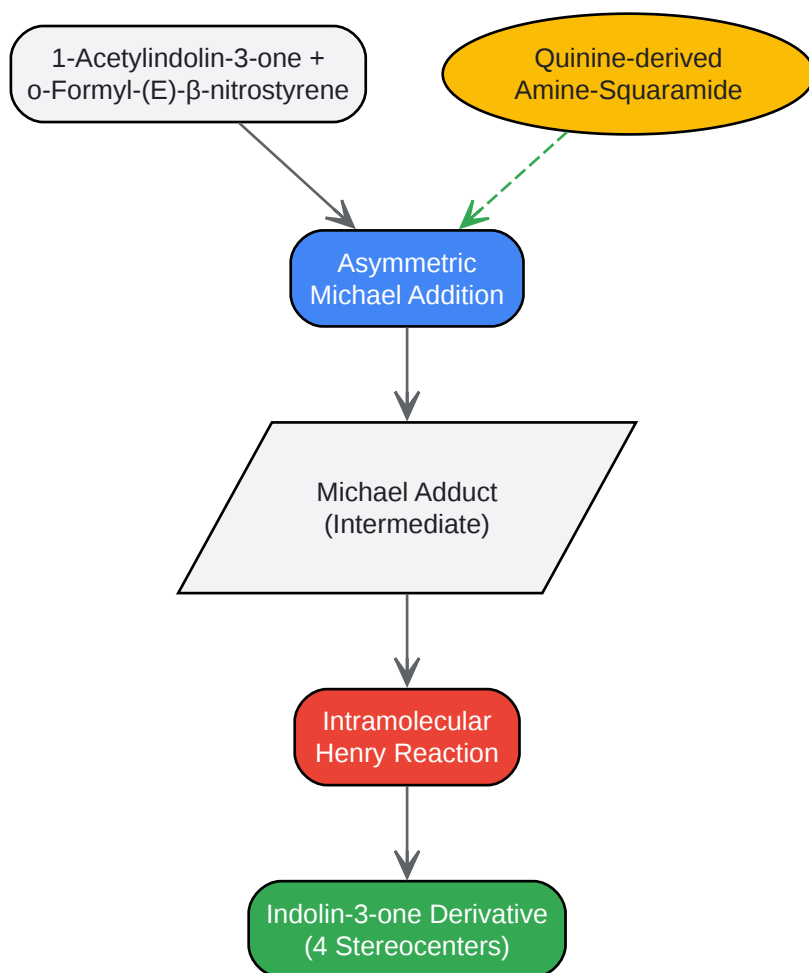 1-Acetylindolin-3-one +
o-Formyl-(E)-β-nitrostyrene
Quinine-derived
Amine-Squaramide
Asymmetric
Michael Addition
Michael Adduct
(Intermediate)
Intramolecular
Henry Reaction
Indolin-3-one Derivative
(4 Stereocenters)